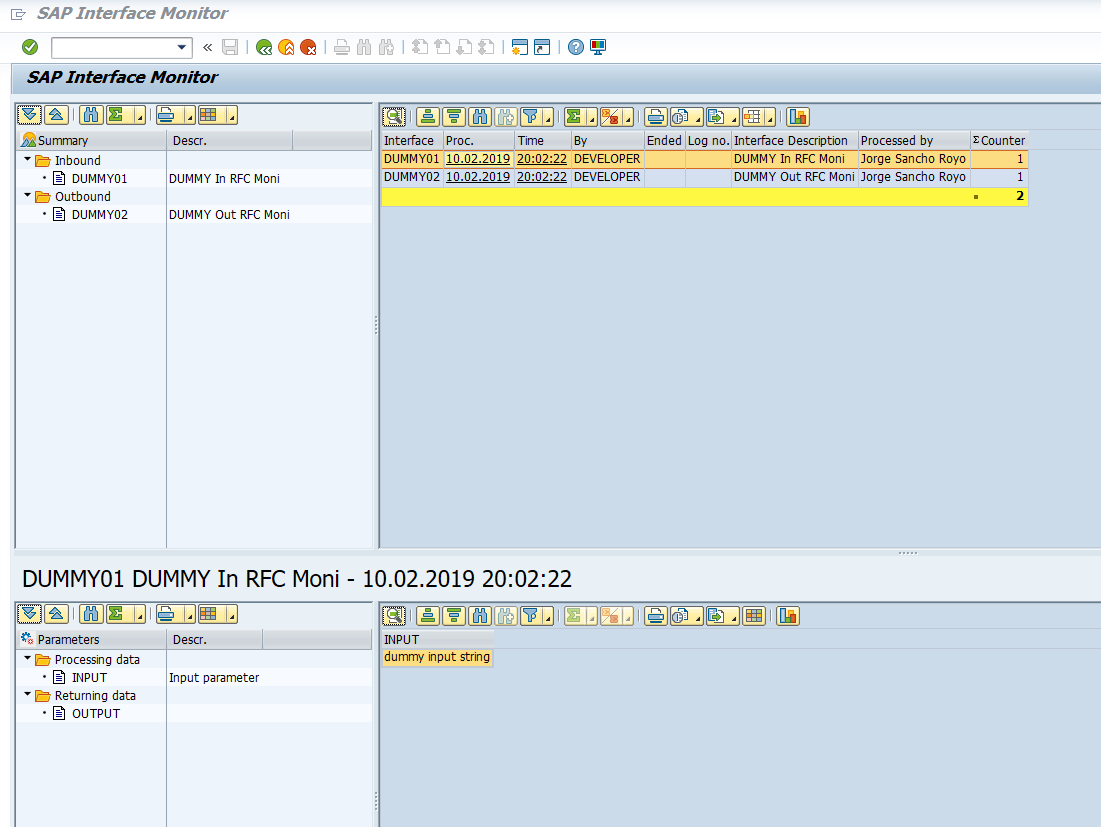 SAP Interface Monitor
SAP Interface Monitor
Summary Descr.
Inbound
DUMMY01 DUMMY In RFC Moni
Outbound
DUMMY02 DUMMY Out RFC Moni
Interface Proc. Time By Ended Log no. Interface Description Processed by ΣCounter
DUMMY01 10.02.2019 20:02:22 DEVELOPER DUMMY In RFC Moni Jorge Sancho Royo 1
DUMMY02 10.02.2019 20:02:22 DEVELOPER DUMMY Out RFC Moni Jorge Sancho Royo 1
2
DUMMY01 DUMMY In RFC Moni - 10.02.2019 20:02:22
Parameters Descr.
Processing data
INPUT Input parameter
Returning data
OUTPUT
INPUT
dummy input string